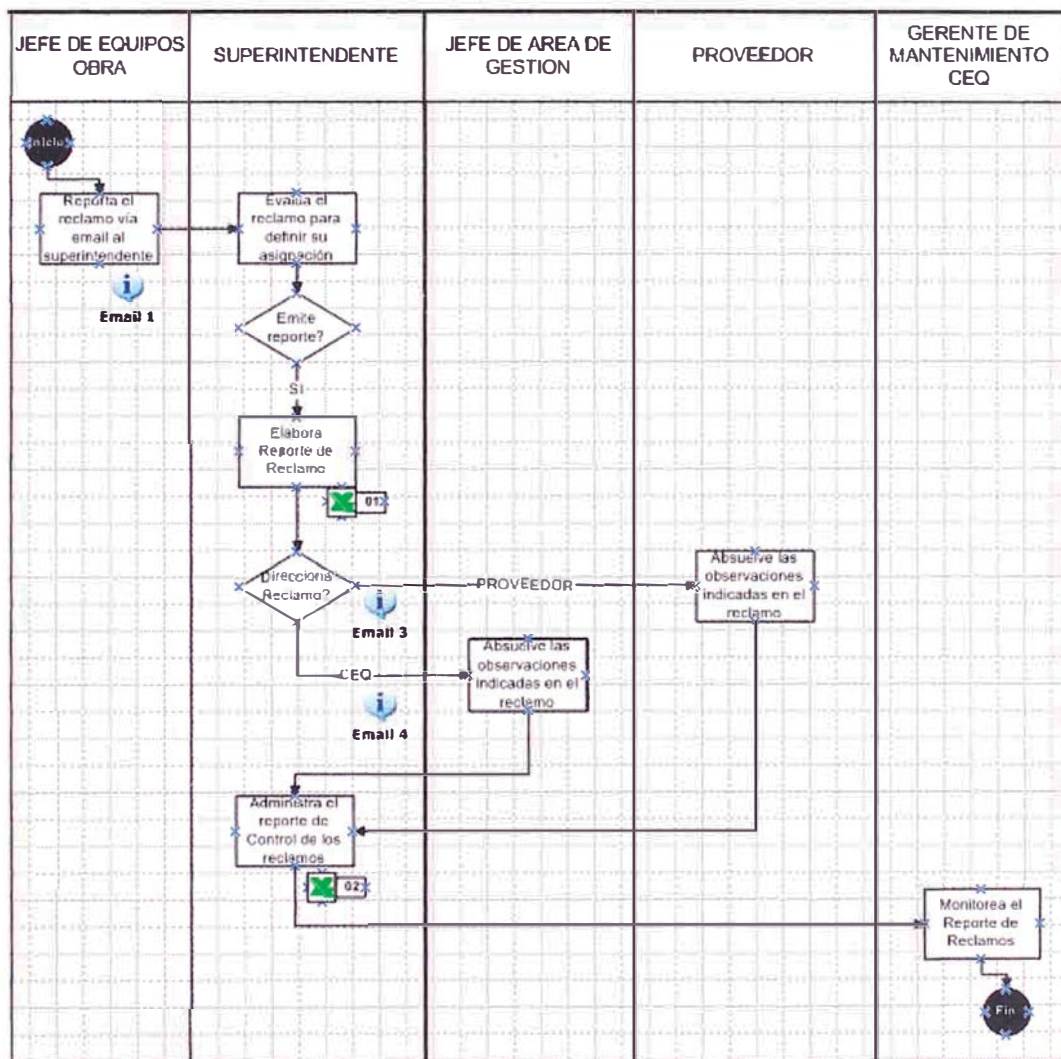 JEFE DE EQUIPOS
OBRA
SUPERINTENDENTE
JEFE DE AREA DE
GESTION
PROVEEDOR
GERENTE DE
MANTENIMIENTO
CEQ
Inicio
Reporta el
reclamo vía
email al
superintendente
Email 1
Evalúa el
reclamo para
definir su
asignación
Emite
reporte?
SI
Elabora
Reporte de
Reclamo
01
Direcciona
Reclamo?
PROVEEDOR
Email 3
Absuelve las
observaciones
indicadas en el
reclamo
CEQ
Email 4
Absuelve las
observaciones
indicadas en el
reclamo
Administra el
reporte de
Control de los
reclamos
02
Monitorea el
Reporte de
Reclamos
Fin